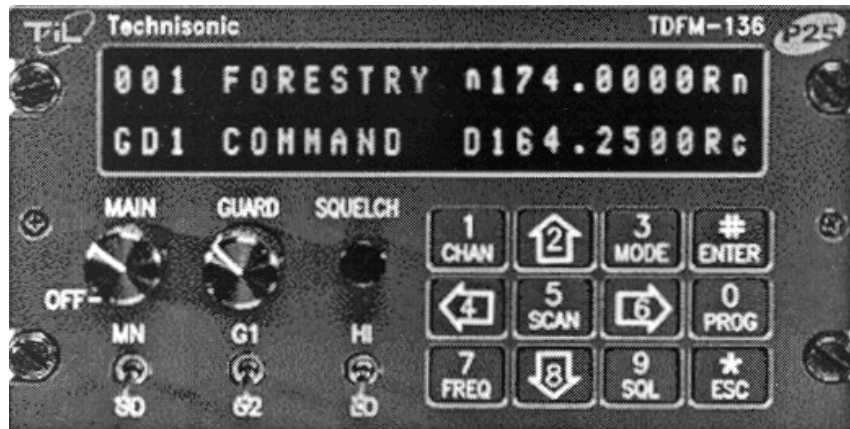 TiL Technisonic TDFM-136 P25
001 FORESTRY n174.0000Rn
GD1 COMMAND D164.2500Rc
MAIN GUARD SQUELCH
OFF
MN G1 HI
SD G2 LO
1 CHAN 2 3 MODE # ENTER
4 5 SCAN 6 0 PROG
7 FREQ 8 9 SQL * ESC